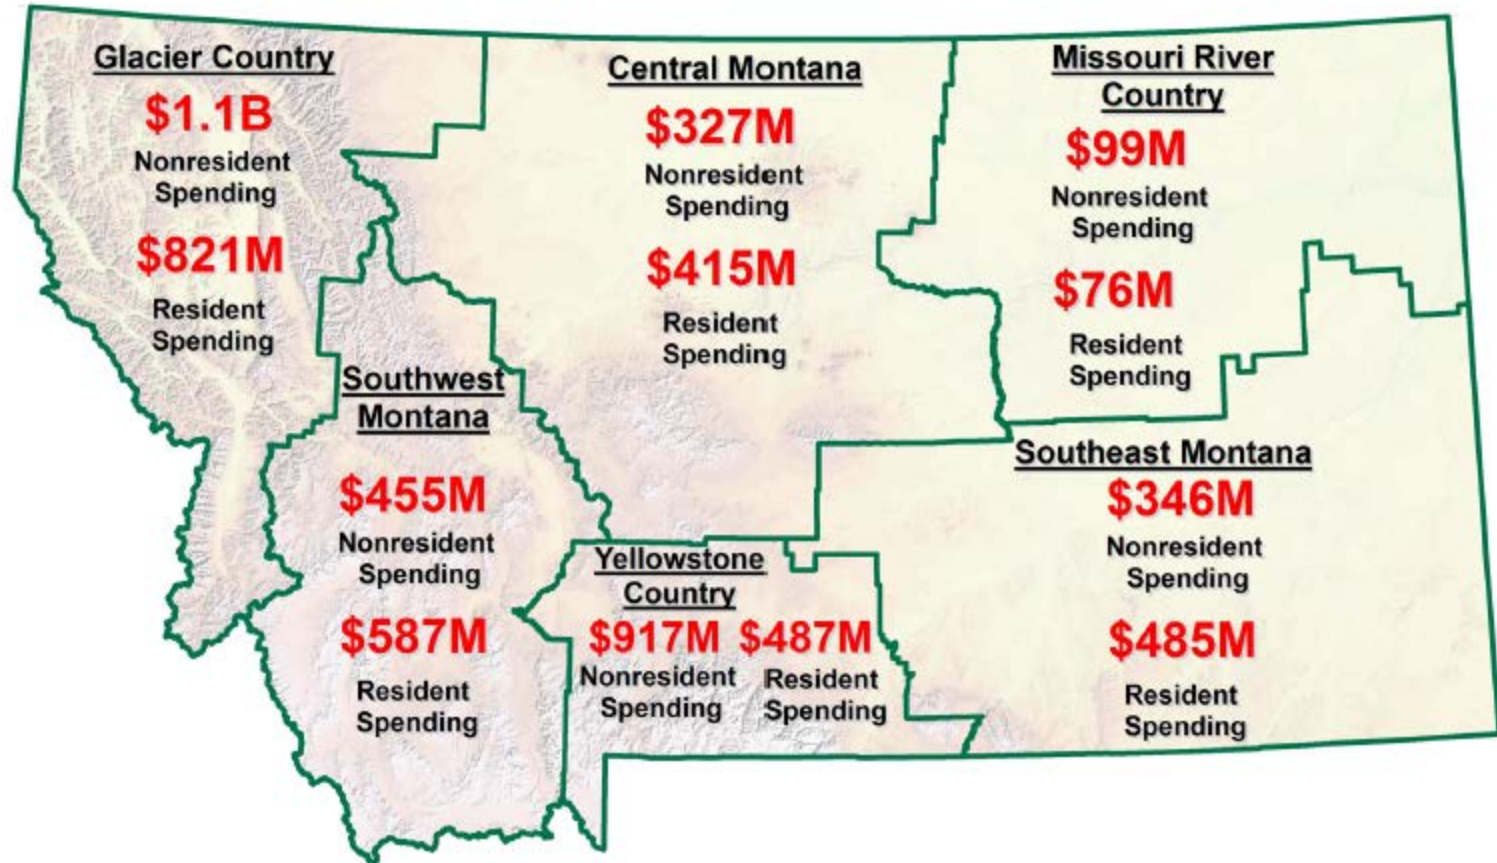 Glacier Country
$1.1B
Nonresident
Spending
$821M
Resident
Spending
Central Montana
$327M
Nonresident
Spending
$415M
Resident
Spending
Missouri River
Country
$99M
Nonresident
Spending
$76M
Resident
Spending
Southwest
Montana
$455M
Nonresident
Spending
$587M
Resident
Spending
Yellowstone
Country
$917M $487M
Nonresident Resident
Spending Spending
Southeast Montana
$346M
Nonresident
Spending
$485M
Resident
Spending